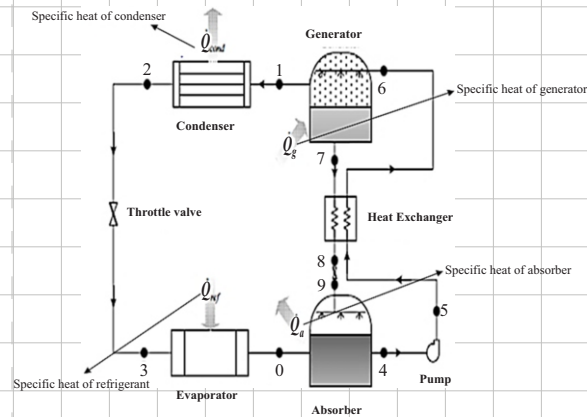 Specific heat of condenser
Generator
Q̇cond
2
1
6
Specific heat of generator
Condenser
Q̇g
7
Throttle valve
Heat Exchanger
8
Specific heat of absorber
9
Q̇ref
Q̇a
5
3
0
4
Specific heat of refrigerant
Pump
Evaporator
Absorber